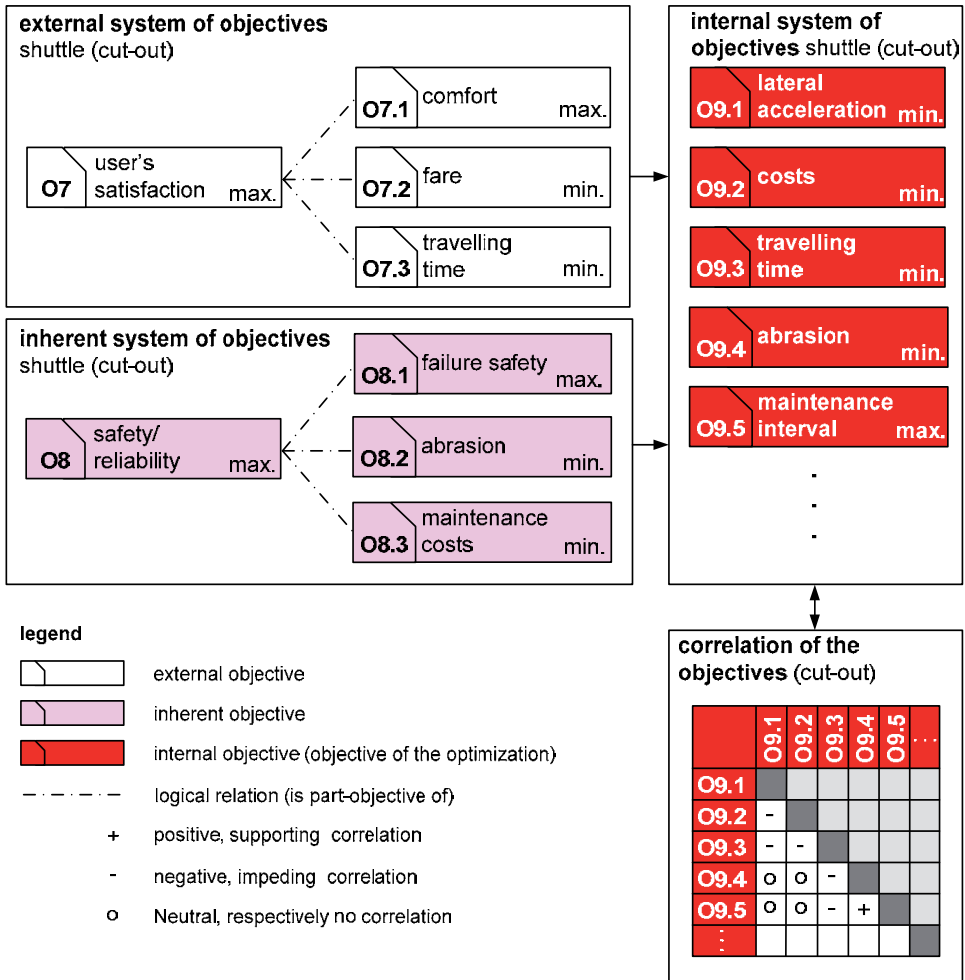 external system of objectives
shuttle (cut-out)
O7
user's
satisfaction
max.
O7.1
comfort
max.
O7.2
fare
min.
O7.3
travelling
time
min.
inherent system of objectives
shuttle (cut-out)
O8
safety/
reliability
max.
O8.1
failure safety
max.
O8.2
abrasion
min.
O8.3
maintenance
costs
min.
internal system of
objectives shuttle (cut-out)
O9.1
lateral
acceleration
min.
O9.2
costs
min.
O9.3
travelling
time
min.
O9.4
abrasion
min.
O9.5
maintenance
interval
max.
legend
external objective
inherent objective
internal objective (objective of the optimization)
logical relation (is part-objective of)
+ positive, supporting correlation
- negative, impeding correlation
o Neutral, respectively no correlation
correlation of the
objectives (cut-out)
O9.1 O9.2 O9.3 O9.4 O9.5 ...
O9.1
O9.2 -
O9.3 - -
O9.4 o o -
O9.5 o o - +
...